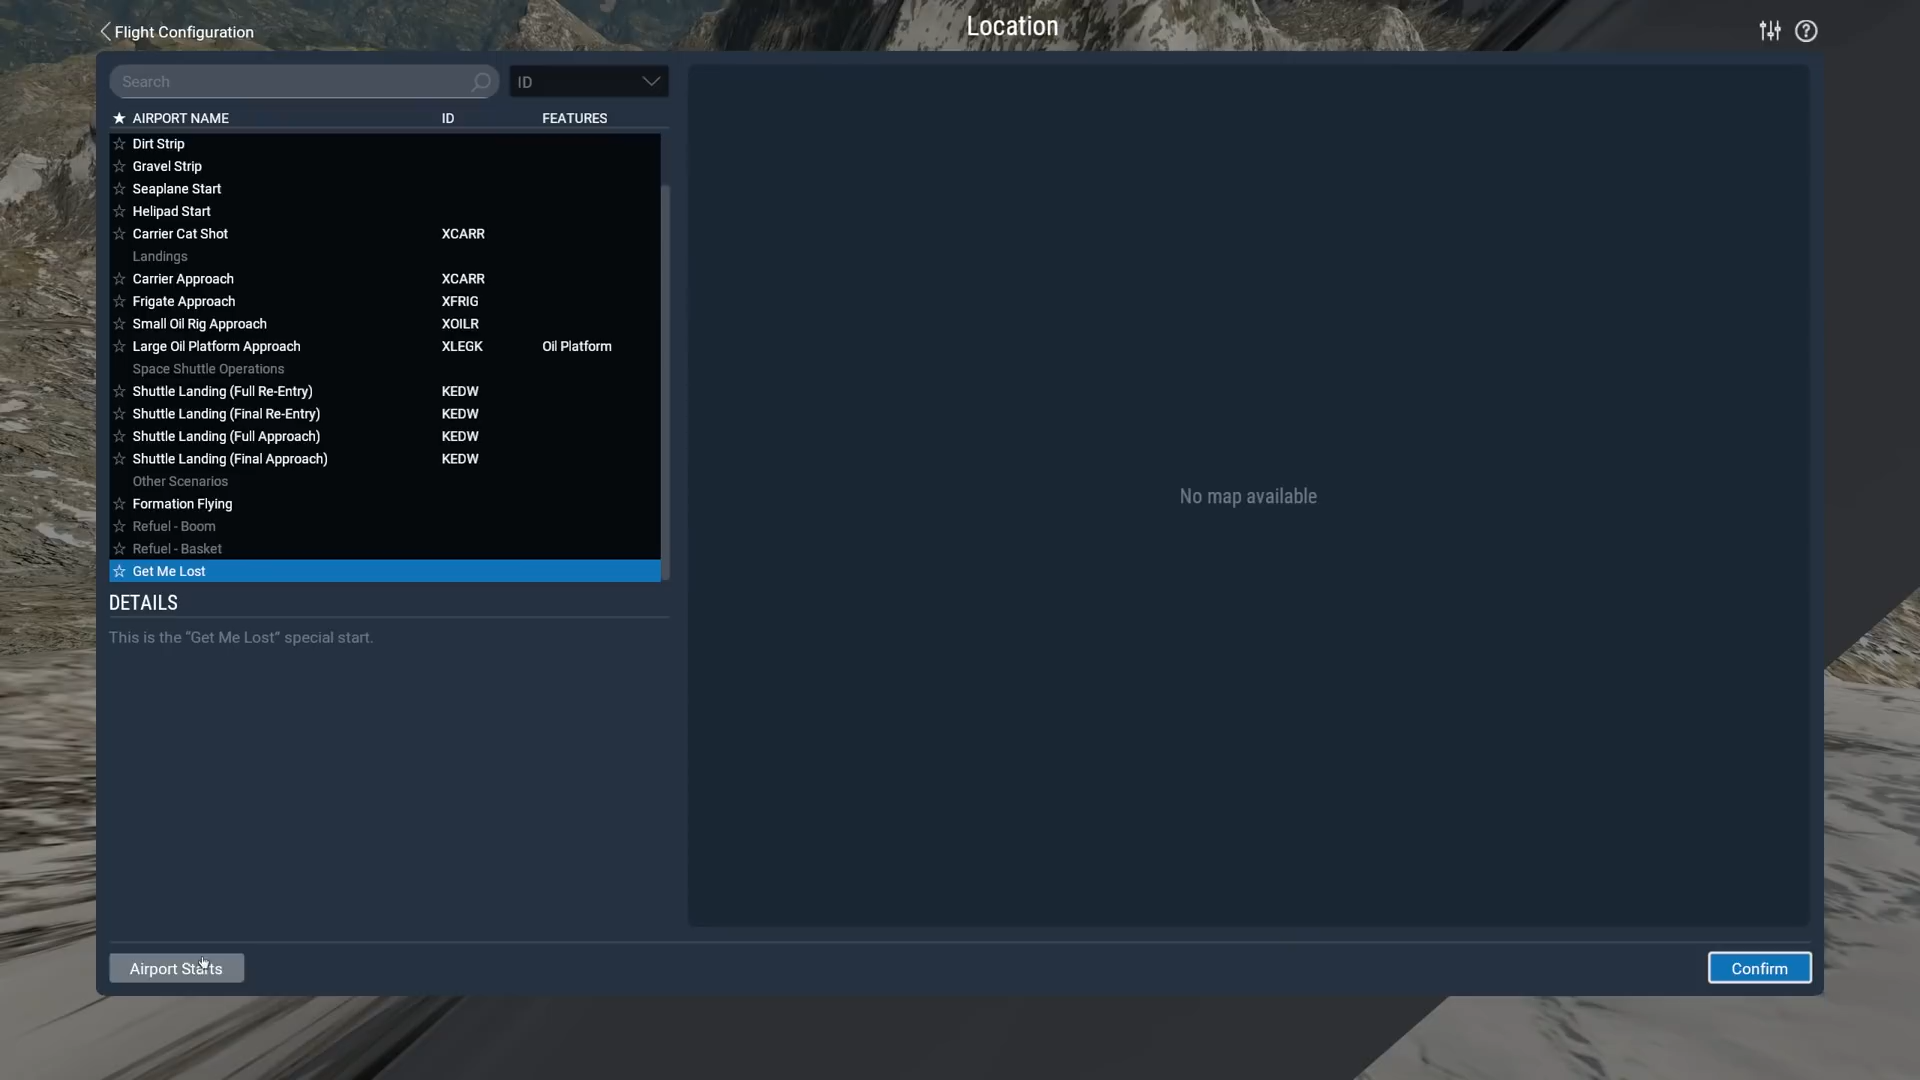 Flight Configuration
Location
Search
ID
★ AIRPORT NAME ID FEATURES
☆ Dirt Strip
☆ Gravel Strip
☆ Seaplane Start
☆ Helipad Start
☆ Carrier Cat Shot XCARR
Landings
☆ Carrier Approach XCARR
☆ Frigate Approach XFRIG
☆ Small Oil Rig Approach XOILR
☆ Large Oil Platform Approach XLEGK Oil Platform
Space Shuttle Operations
☆ Shuttle Landing (Full Re-Entry) KEDW
☆ Shuttle Landing (Final Re-Entry) KEDW
☆ Shuttle Landing (Full Approach) KEDW
☆ Shuttle Landing (Final Approach) KEDW
Other Scenarios
☆ Formation Flying
☆ Refuel - Boom
☆ Refuel - Basket
☆ Get Me Lost
DETAILS
This is the “Get Me Lost” special start.
No map available
Airport Starts
Confirm